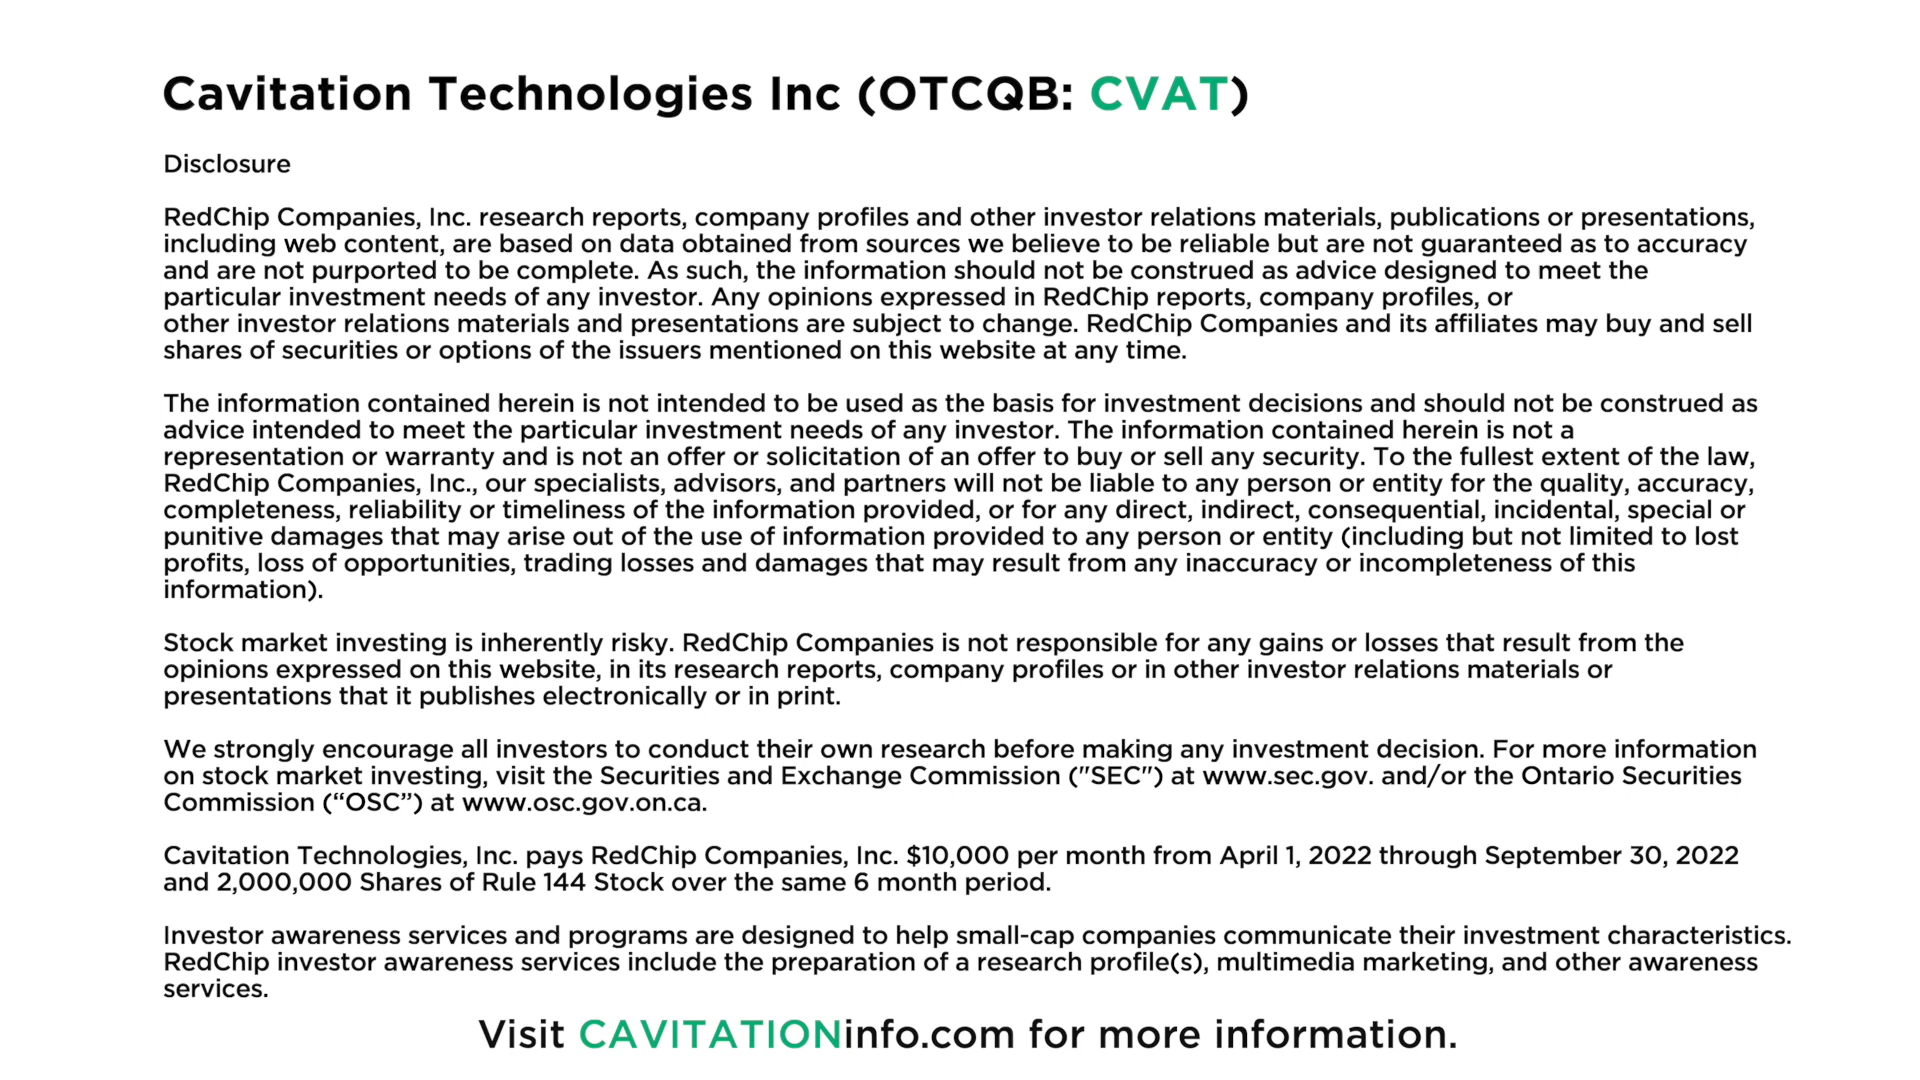 Cavitation Technologies Inc (OTCQB: CVAT)
Disclosure
RedChip Companies, Inc. research reports, company profiles and other investor relations materials, publications or presentations,
including web content, are based on data obtained from sources we believe to be reliable but are not guaranteed as to accuracy
and are not purported to be complete. As such, the information should not be construed as advice designed to meet the
particular investment needs of any investor. Any opinions expressed in RedChip reports, company profiles, or
other investor relations materials and presentations are subject to change. RedChip Companies and its affiliates may buy and sell
shares of securities or options of the issuers mentioned on this website at any time.
The information contained herein is not intended to be used as the basis for investment decisions and should not be construed as
advice intended to meet the particular investment needs of any investor. The information contained herein is not a
representation or warranty and is not an offer or solicitation of an offer to buy or sell any security. To the fullest extent of the law,
RedChip Companies, Inc., our specialists, advisors, and partners will not be liable to any person or entity for the quality, accuracy,
completeness, reliability or timeliness of the information provided, or for any direct, indirect, consequential, incidental, special or
punitive damages that may arise out of the use of information provided to any person or entity (including but not limited to lost
profits, loss of opportunities, trading losses and damages that may result from any inaccuracy or incompleteness of this
information).
Stock market investing is inherently risky. RedChip Companies is not responsible for any gains or losses that result from the
opinions expressed on this website, in its research reports, company profiles or in other investor relations materials or
presentations that it publishes electronically or in print.
We strongly encourage all investors to conduct their own research before making any investment decision. For more information
on stock market investing, visit the Securities and Exchange Commission ("SEC") at www.sec.gov. and/or the Ontario Securities
Commission (“OSC”) at www.osc.gov.on.ca.
Cavitation Technologies, Inc. pays RedChip Companies, Inc. $10,000 per month from April 1, 2022 through September 30, 2022
and 2,000,000 Shares of Rule 144 Stock over the same 6 month period.
Investor awareness services and programs are designed to help small-cap companies communicate their investment characteristics.
RedChip investor awareness services include the preparation of a research profile(s), multimedia marketing, and other awareness
services.
Visit CAVITATIONinfo.com for more information.